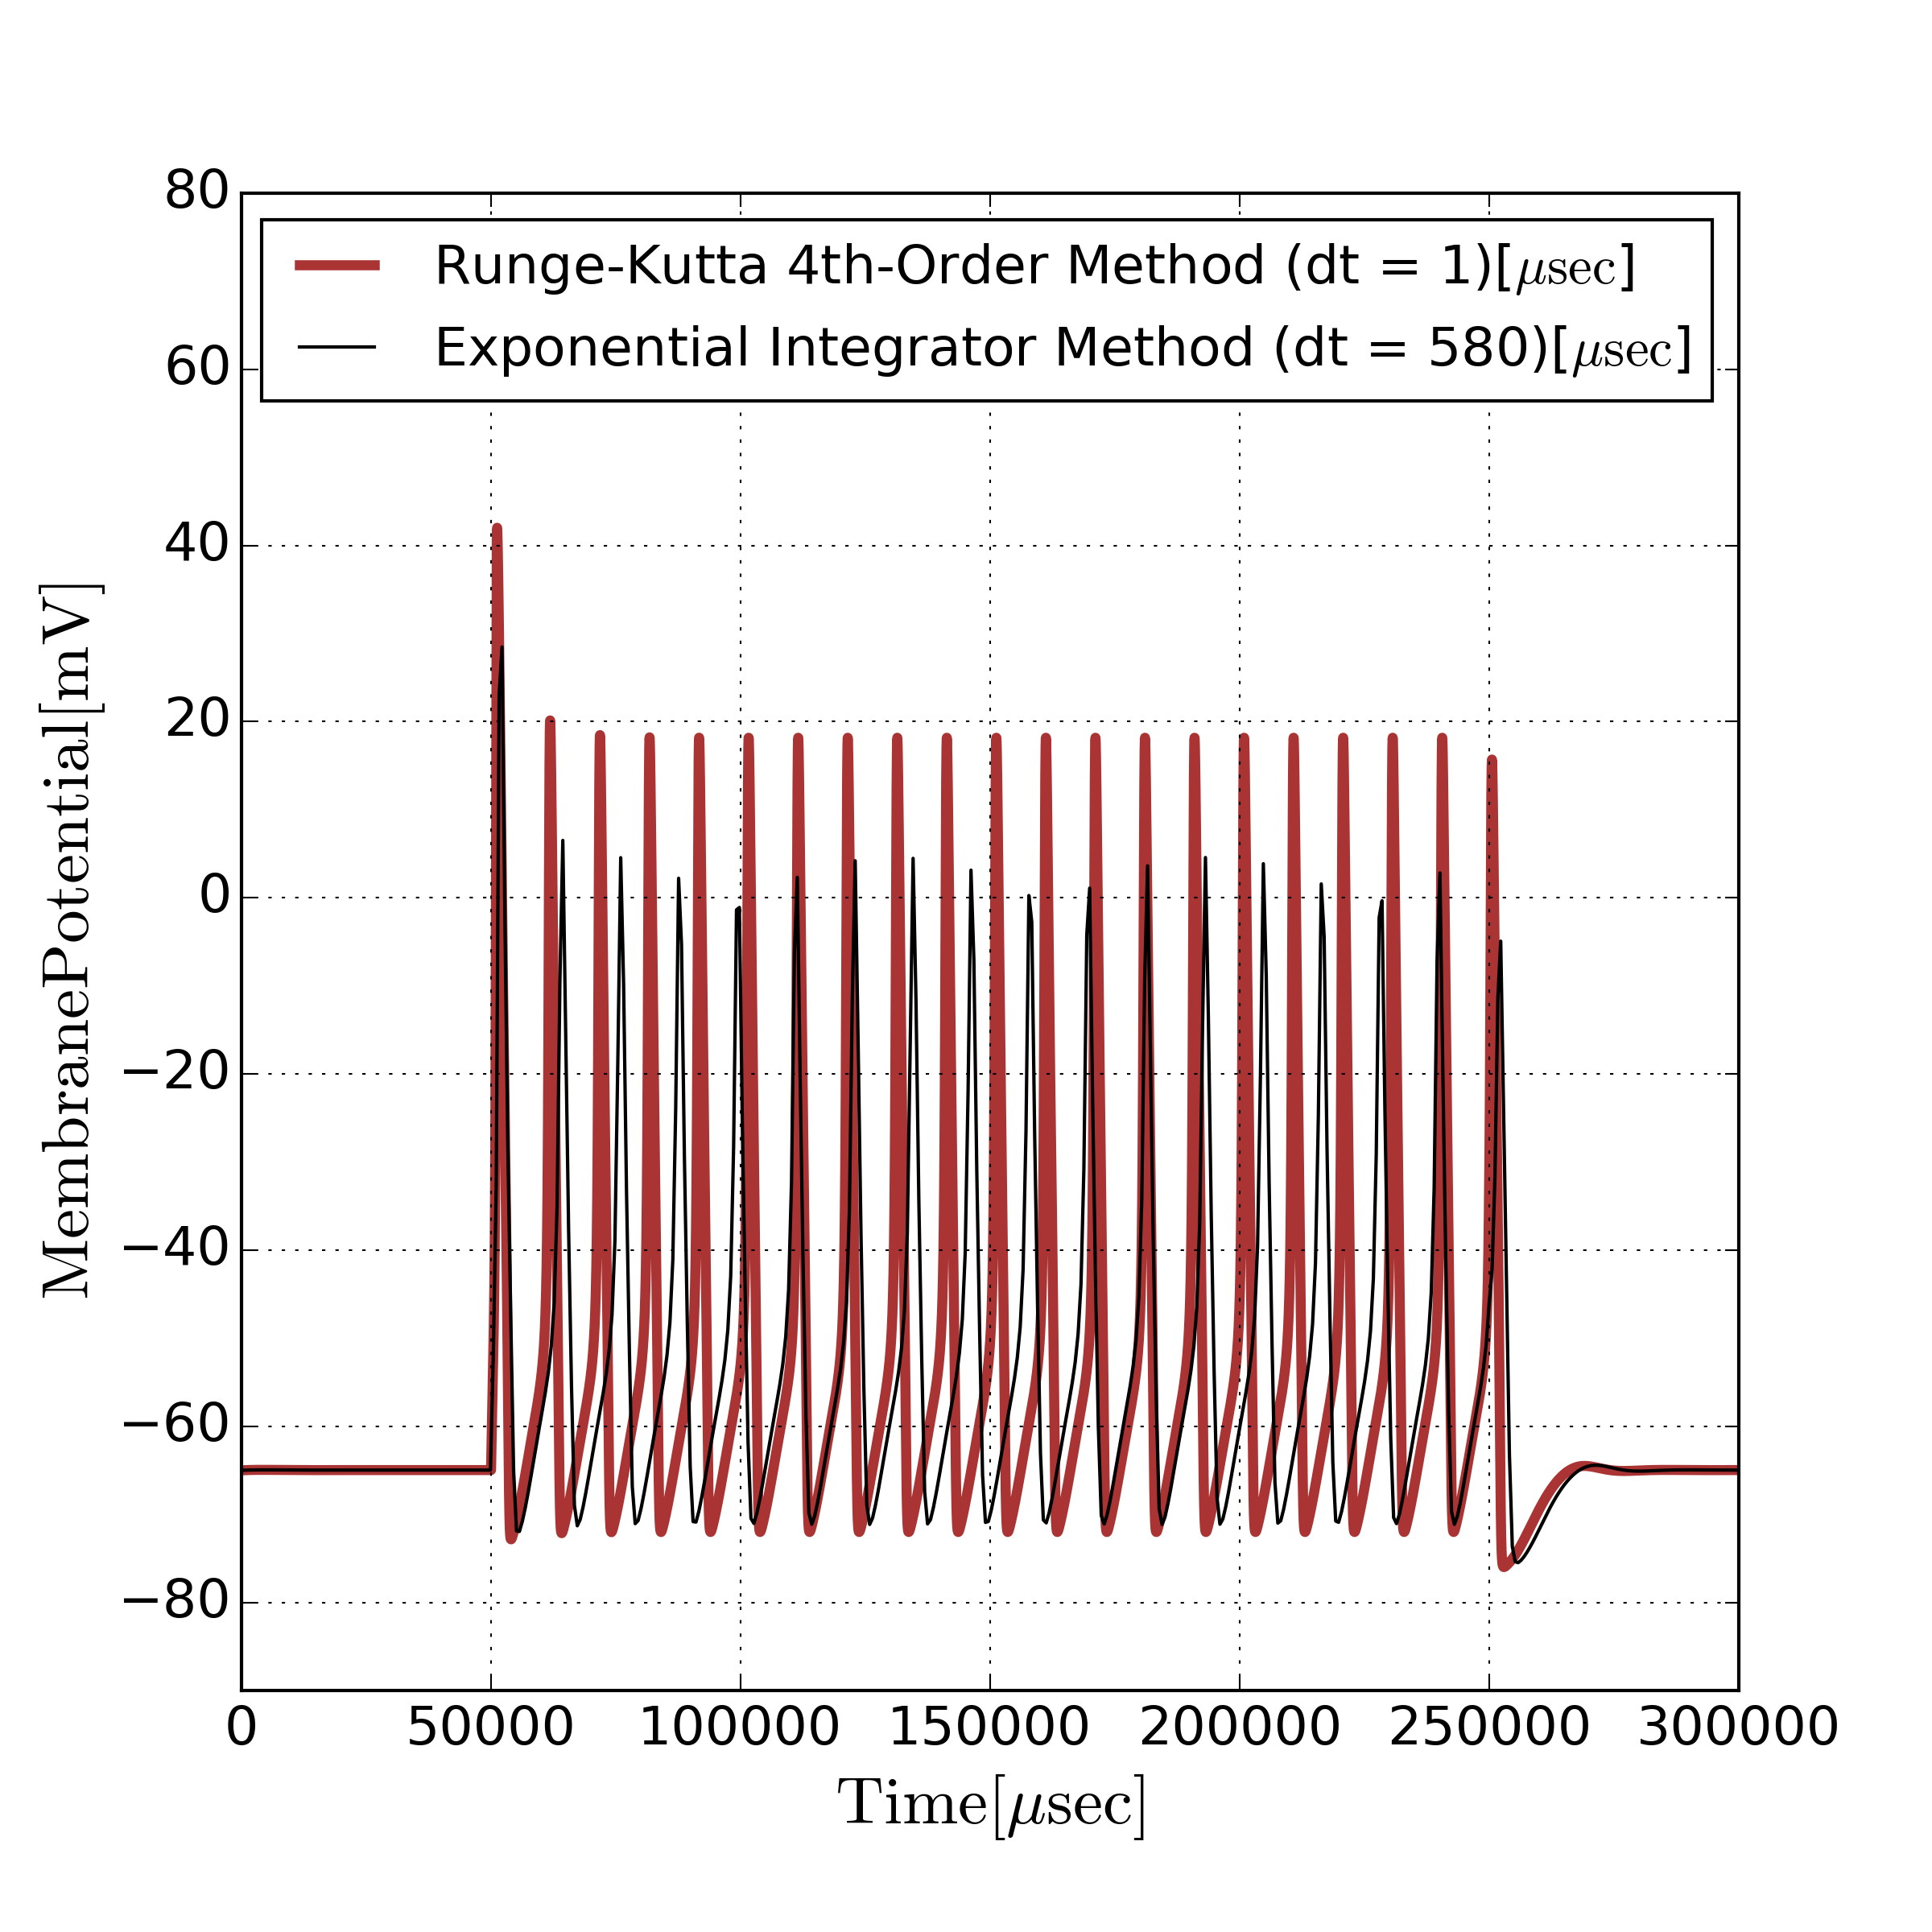 80
Runge-Kutta 4th-Order Method (dt = 1)[μsec]
Exponential Integrator Method (dt = 580)[μsec]
60
40
20
0
−20
−40
−60
−80
MembranePotential[mV]
0 50000 100000 150000 200000 250000 300000
Time[μsec]